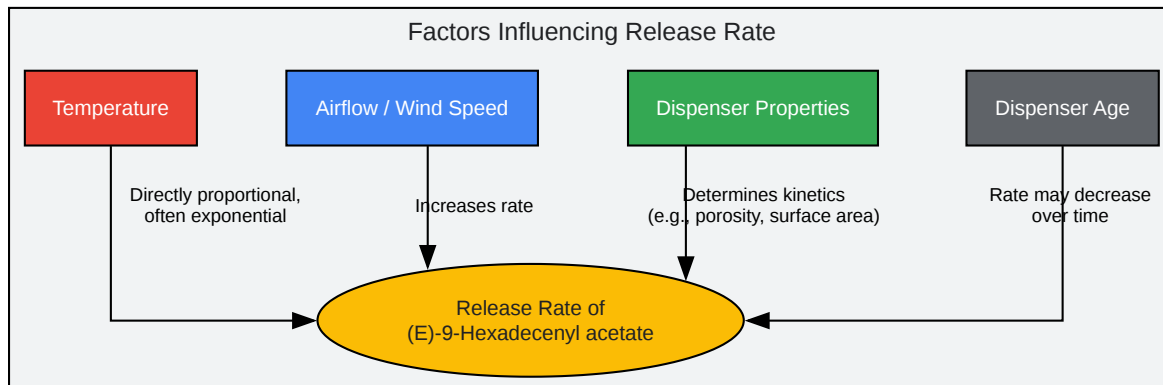 Factors Influencing Release Rate
Temperature
Airflow / Wind Speed
Dispenser Properties
Dispenser Age
Directly proportional,
often exponential
Increases rate
Determines kinetics
(e.g., porosity, surface area)
Rate may decrease
over time
Release Rate of
(E)-9-Hexadecenyl acetate